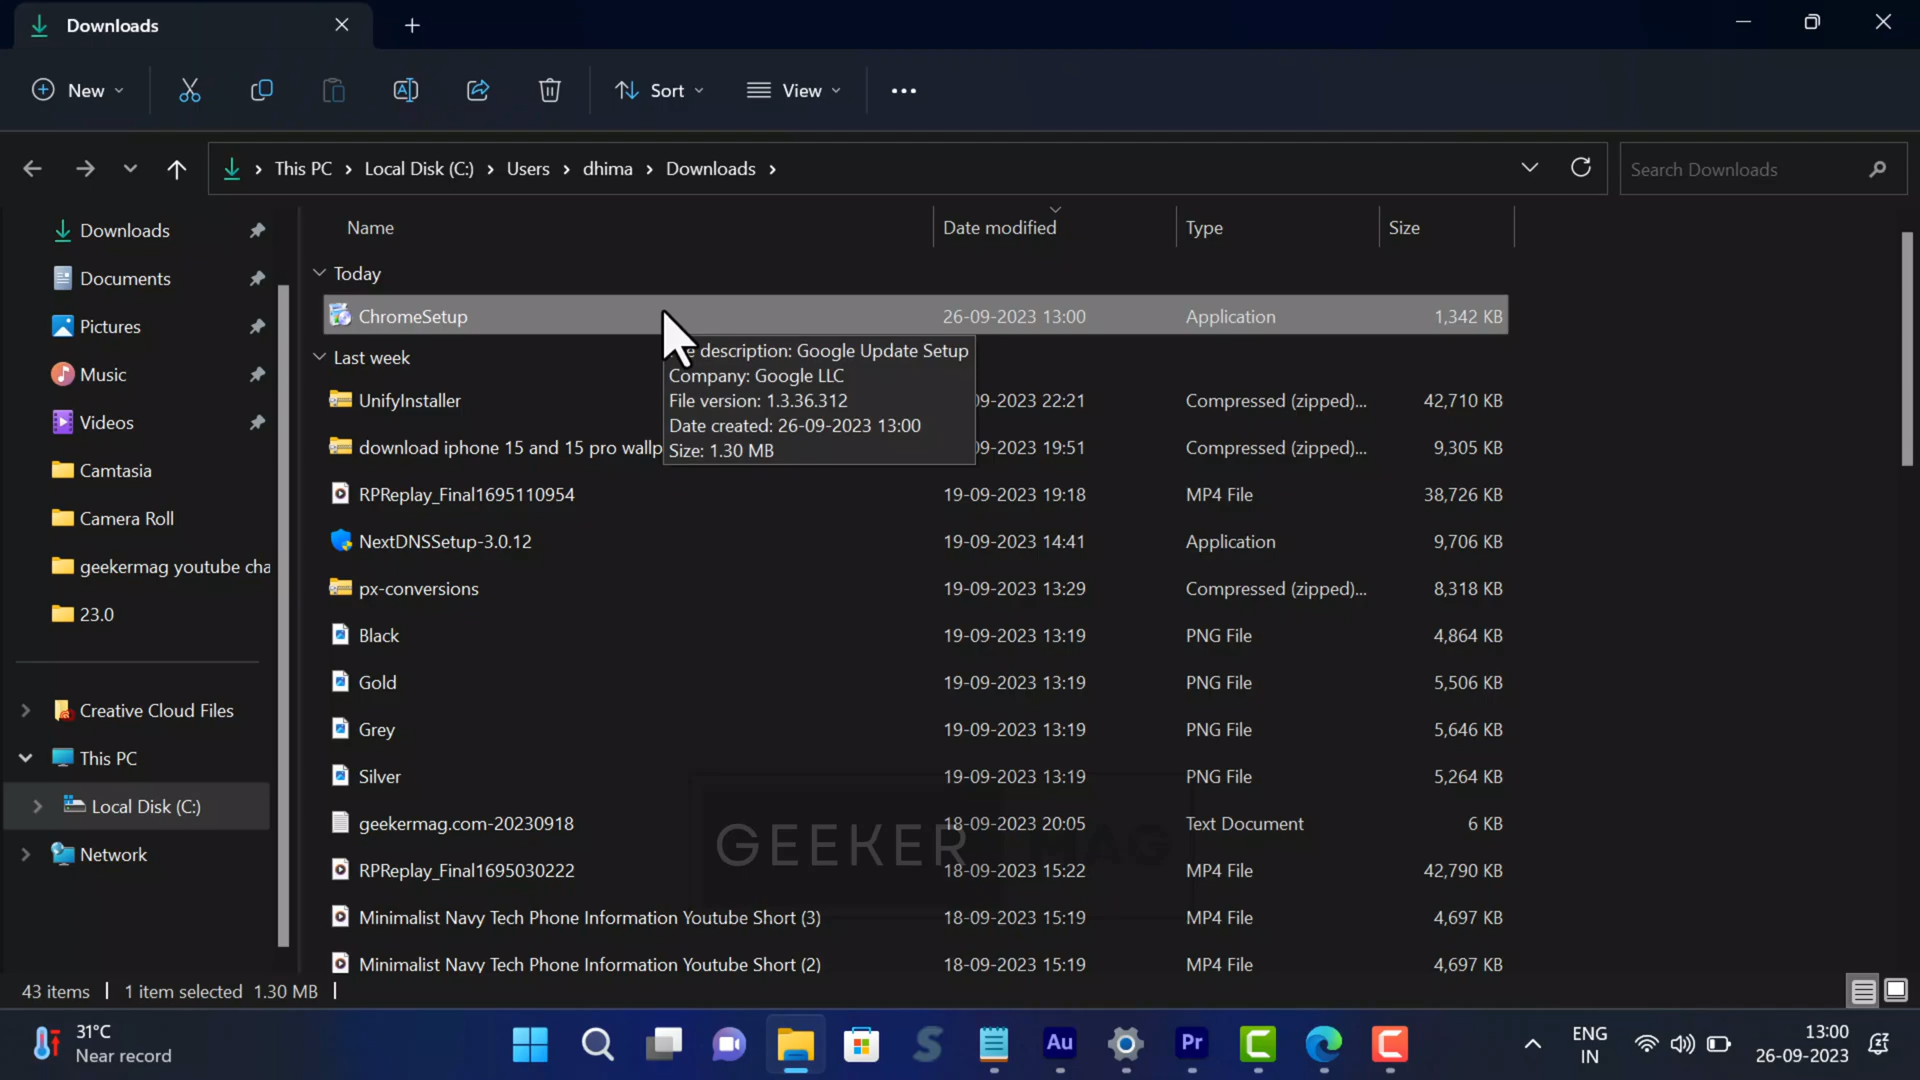 Downloads
New
Sort
View
This PC
Local Disk (C:)
Users
dhima
Downloads
Search Downloads
Downloads
Documents
Pictures
Music
Videos
Camtasia
Camera Roll
geekermag youtube cha
23.0
Creative Cloud Files
This PC
Local Disk (C:)
Network
Name Date modified Type Size
Today
ChromeSetup 26-09-2023 13:00 Application 1,342 KB
description: Google Update Setup
Company: Google LLC
File version: 1.3.36.312
Date created: 26-09-2023 13:00
Size: 1.30 MB
Last week
UnifyInstaller 09-2023 22:21 Compressed (zipped)... 42,710 KB
download iphone 15 and 15 pro wallp 09-2023 19:51 Compressed (zipped)... 9,305 KB
RPReplay_Final1695110954 19-09-2023 19:18 MP4 File 38,726 KB
NextDNSSetup-3.0.12 19-09-2023 14:41 Application 9,706 KB
px-conversions 19-09-2023 13:29 Compressed (zipped)... 8,318 KB
Black 19-09-2023 13:19 PNG File 4,864 KB
Gold 19-09-2023 13:19 PNG File 5,506 KB
Grey 19-09-2023 13:19 PNG File 5,646 KB
Silver 19-09-2023 13:19 PNG File 5,264 KB
geekermag.com-20230918 18-09-2023 20:05 Text Document 6 KB
GEEKER MAG
RPReplay_Final1695030222 18-09-2023 15:22 MP4 File 42,790 KB
Minimalist Navy Tech Phone Information Youtube Short (3) 18-09-2023 15:19 MP4 File 4,697 KB
Minimalist Navy Tech Phone Information Youtube Short (2) 18-09-2023 15:19 MP4 File 4,697 KB
43 items 1 item selected 1.30 MB
31°C
Near record
Au
Pr
ENG
IN
13:00
26-09-2023